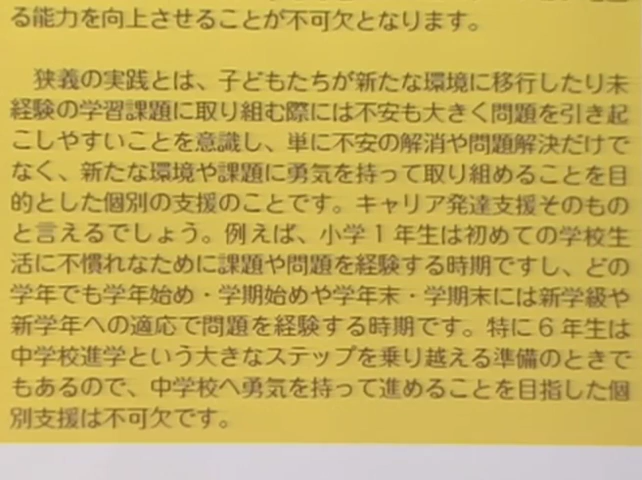 る能力を向上させることが不可欠となります。
狭義の実践とは、子どもたちが新たな環境に移行したり未
経験の学習課題に取り組む際には不安も大きく問題を引き起
こしやすいことを意識し、単に不安の解消や問題解決だけで
なく、新たな環境や課題に勇気を持って取り組めることを目
的とした個別の支援のことです。キャリア発達支援そのもの
と言えるでしょう。例えば、小学1年生は初めての学校生
活に不慣れなために課題や問題を経験する時期ですし、どの
学年でも学年始め・学期始めや学年末・学期末には新学級や
新学年への適応で問題を経験する時期です。特に6年生は
中学校進学という大きなステップを乗り越える準備のときで
もあるので、中学校へ勇気を持って進めることを目指した個
別支援は不可欠です。